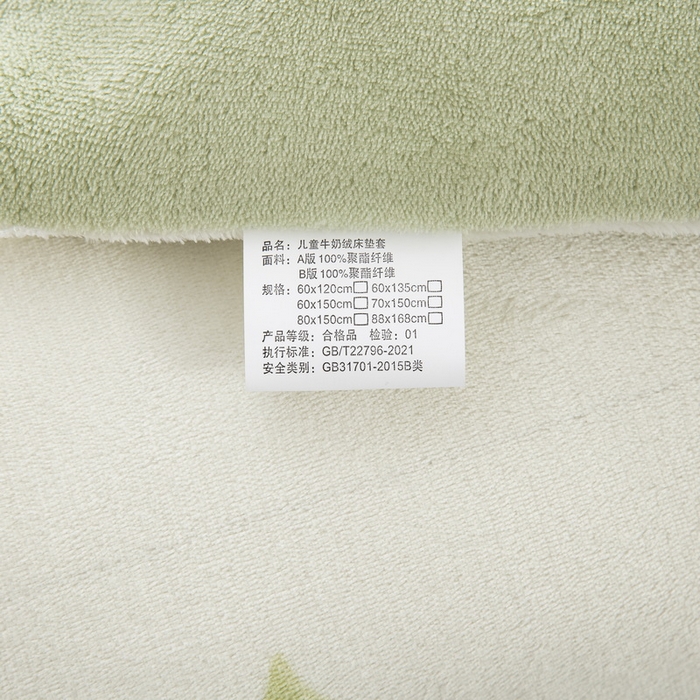 品名：儿童牛奶绒床垫套
面料：A版 100%聚酯纤维
B版 100%聚酯纤维
规格：60x120cm□ 60x135cm□
60x150cm□ 70x150cm□
80x150cm□ 88x168cm□
产品等级：合格品 检验：01
执行标准：GB/T22796-2021
安全类别：GB31701-2015B类